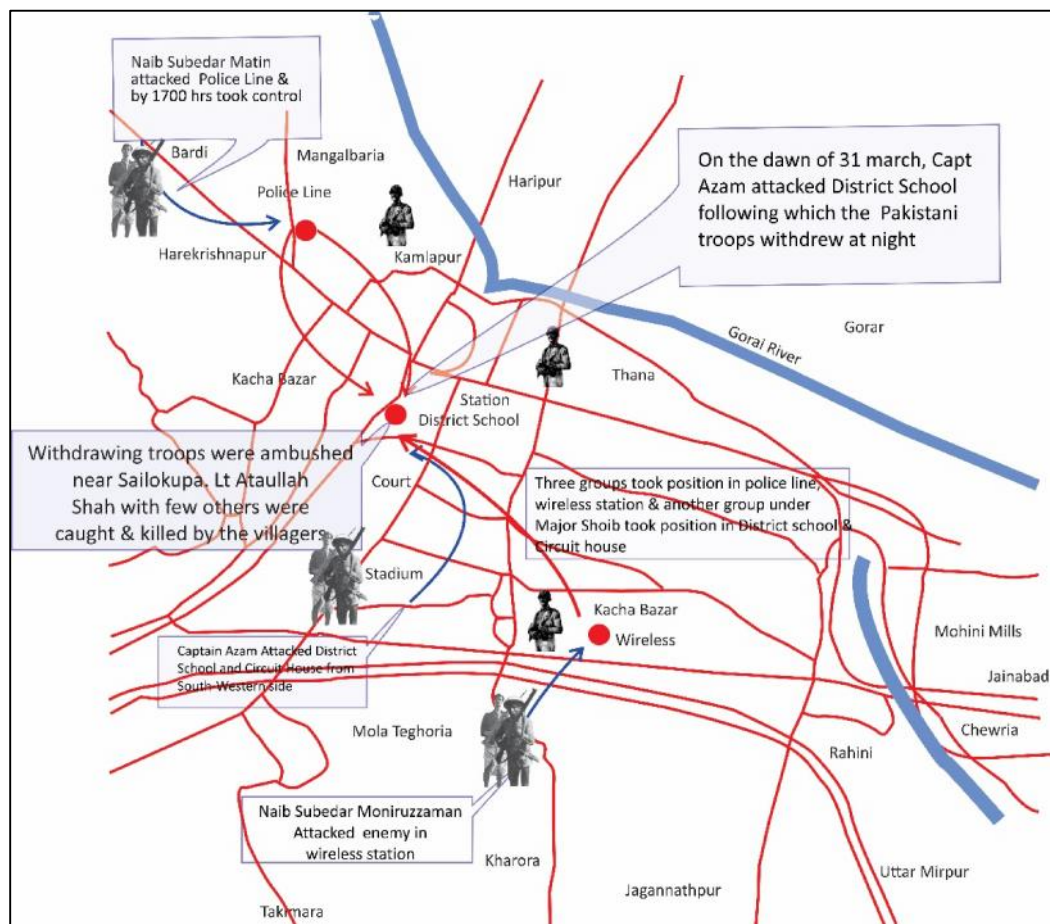 Naib Subedar Matin
attacked Police Line &
by 1700 hrs took control
Bardi
Mangalbaria
Police Line
Haripur
On the dawn of 31 march, Capt
Azam attacked District School
following which the Pakistani
troops withdrew at night
Harekrishnapur
Kamlapur
Gorar
Gorai River
Kacha Bazar
Thana
Station
District School
Withdrawing troops were ambushed
near Sailokupa. Lt Ataullah
Shah with few others were
caught & killed by the villagers
Court
Three groups took position in police line,
wireless station & another group under
Major Shoib took position in District school &
Circuit house
Stadium
Kacha Bazar
Wireless
Mohini Mills
Jainabad
Captain Azam Attacked District
School and Circuit House from
South-Western side
Mola Teghoria
Chewria
Rahini
Naib Subedar Moniruzzaman
Attacked enemy in
wireless station
Kharora
Uttar Mirpur
Jagannathpur
Takimara